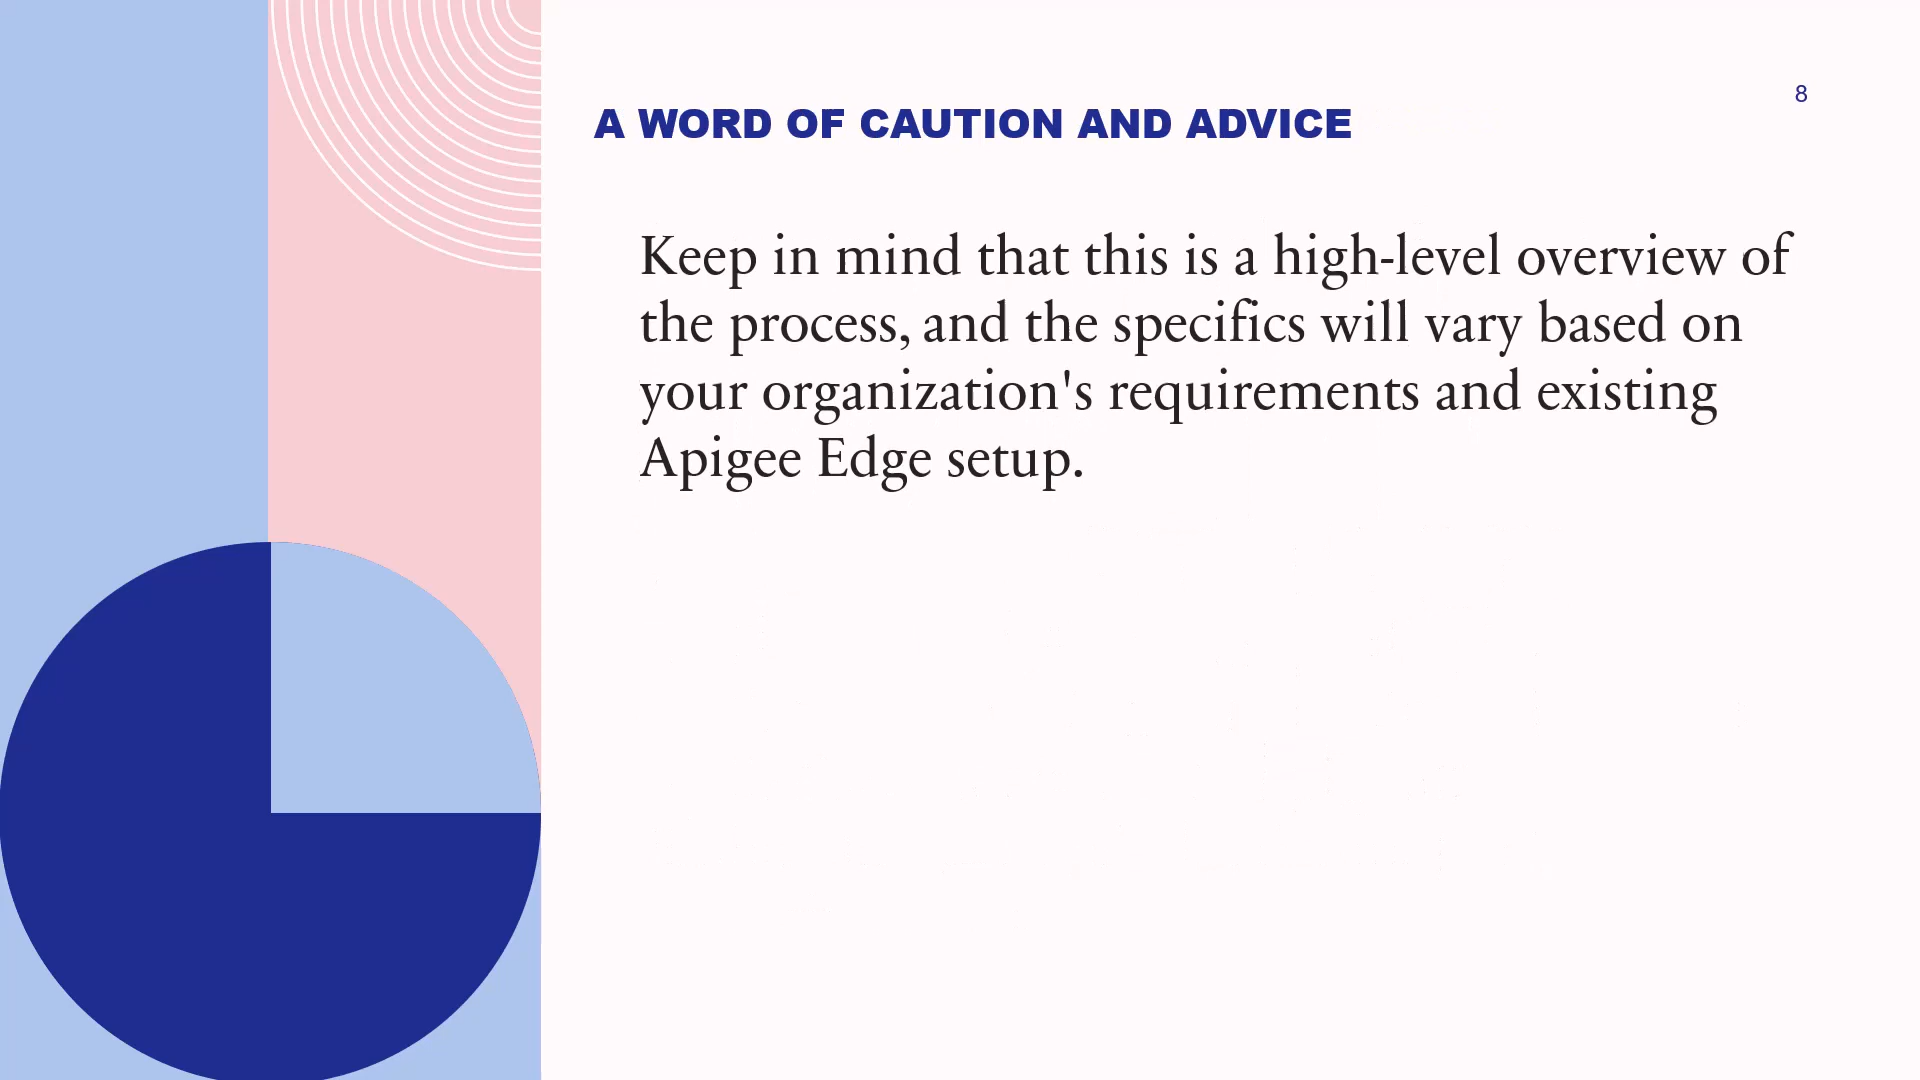 8
A WORD OF CAUTION AND ADVICE
Keep in mind that this is a high-level overview of
the process, and the specifics will vary based on
your organization's requirements and existing
Apigee Edge setup.